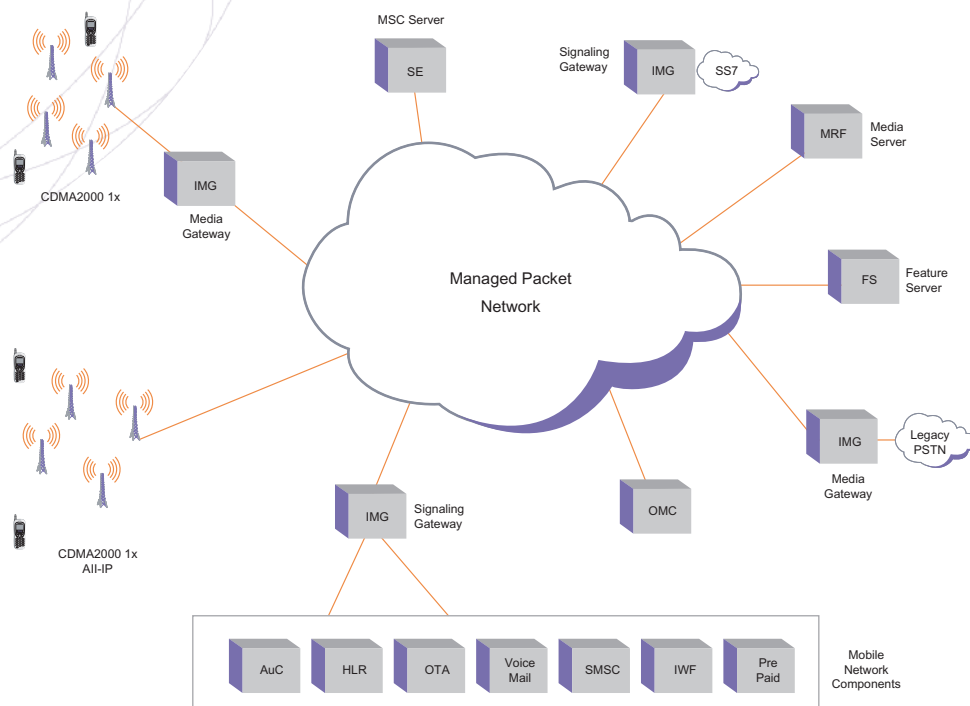 MSC Server
SE
Signaling
Gateway
IMG
SS7
MRF
Media
Server
CDMA2000 1x
IMG
Media
Gateway
Managed Packet
Network
FS
Feature
Server
IMG
Legacy
PSTN
Media
Gateway
IMG
Signaling
Gateway
OMC
CDMA2000 1x
All-IP
AuC
HLR
OTA
Voice
Mail
SMSC
IWF
Pre
Paid
Mobile
Network
Components